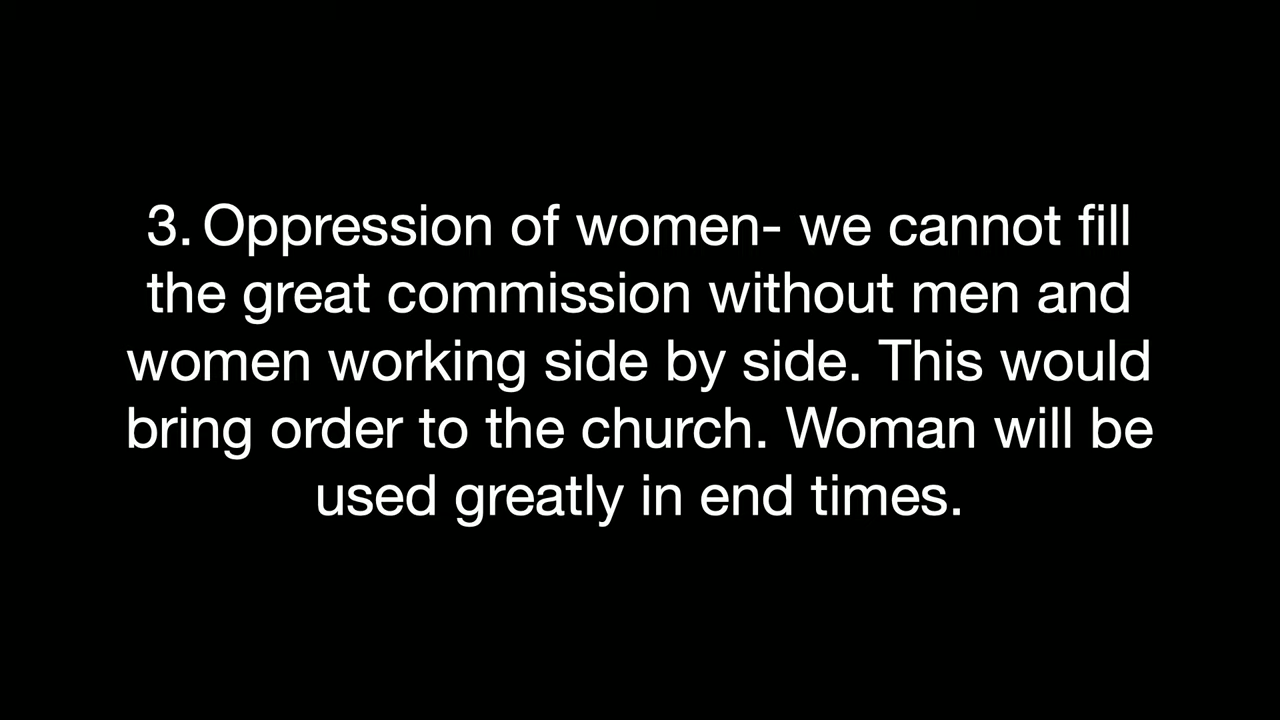 3. Oppression of women- we cannot fill
the great commission without men and
women working side by side. This would
bring order to the church. Woman will be
used greatly in end times.